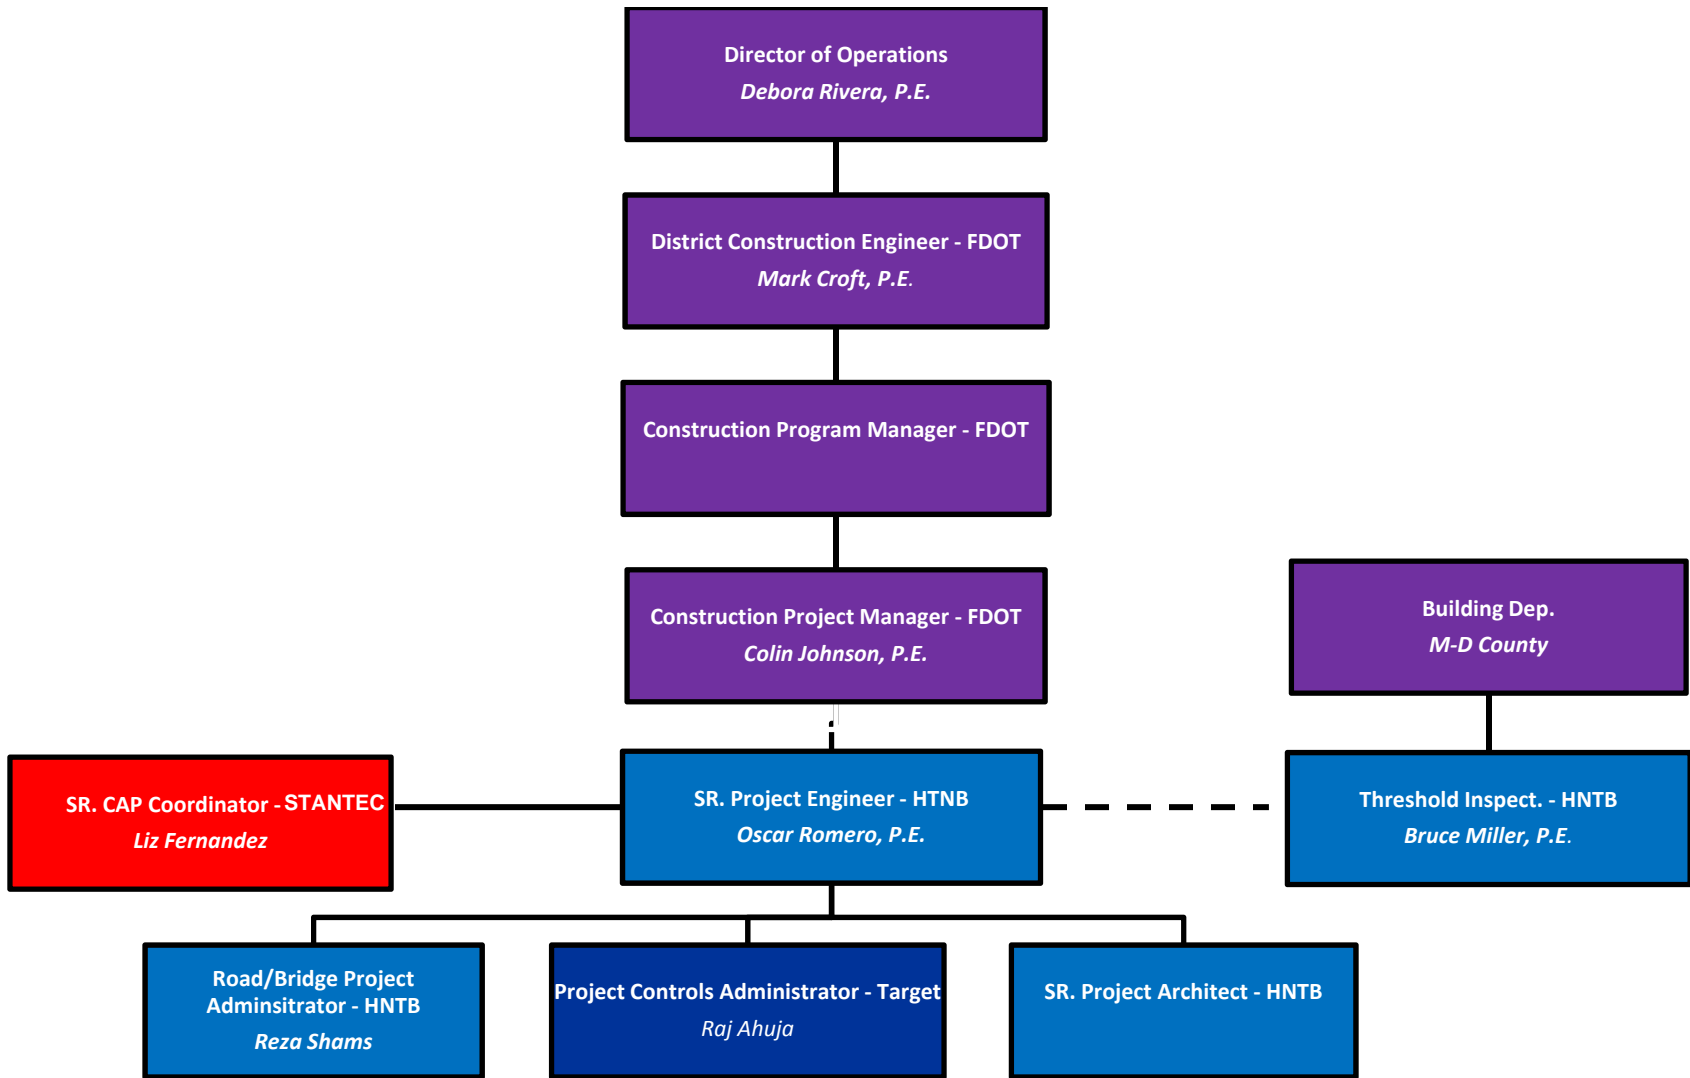 Director of Operations
Debora Rivera, P.E.
District Construction Engineer - FDOT
Mark Croft, P.E.
Construction Program Manager - FDOT
Construction Project Manager - FDOT
Colin Johnson, P.E.
Building Dep.
M-D County
SR. CAP Coordinator - STANTEC
Liz Fernandez
SR. Project Engineer - HTNB
Oscar Romero, P.E.
Threshold Inspect. - HNTB
Bruce Miller, P.E.
Road/Bridge Project
Adminsitrator - HNTB
Reza Shams
Project Controls Administrator - Target
Raj Ahuja
SR. Project Architect - HNTB